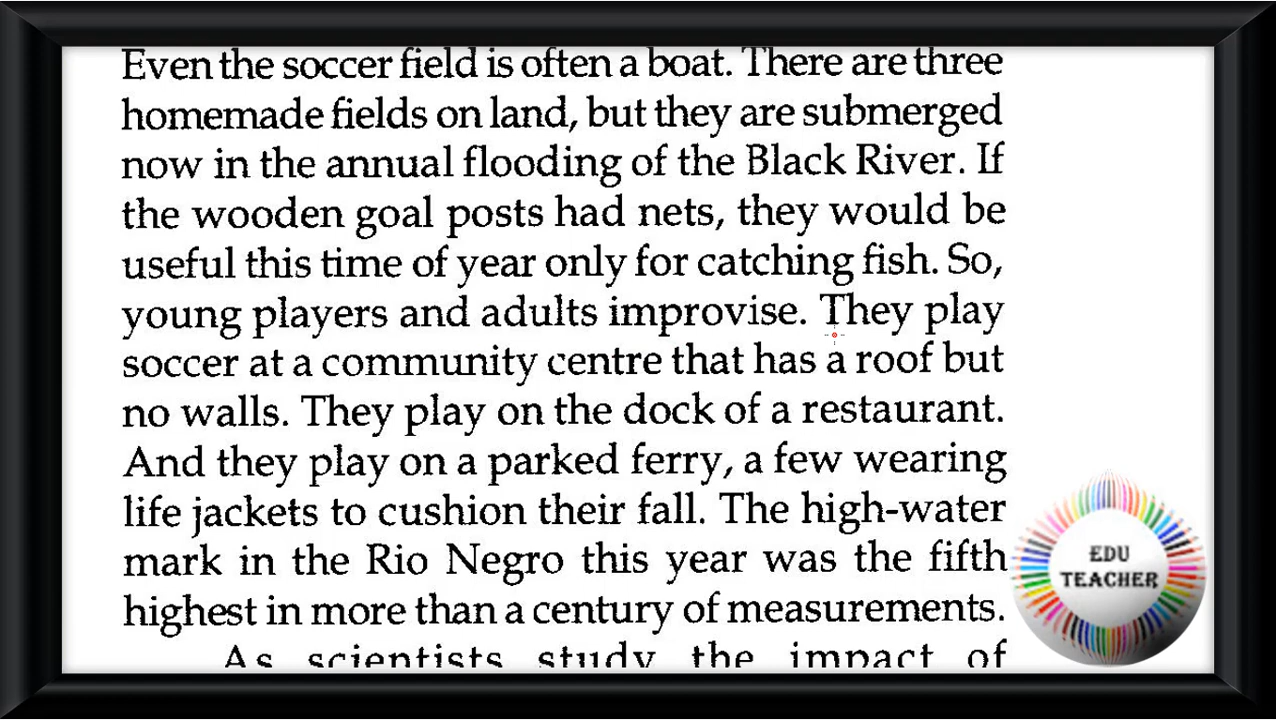 Even the soccer field is often a boat. There are three
homemade fields on land, but they are submerged
now in the annual flooding of the Black River. If
the wooden goal posts had nets, they would be
useful this time of year only for catching fish. So,
young players and adults improvise. They play
soccer at a community centre that has a roof but
no walls. They play on the dock of a restaurant.
And they play on a parked ferry, a few wearing
life jackets to cushion their fall. The high-water
mark in the Rio Negro this year was the fifth
highest in more than a century of measurements.
As scientists study the impact of
EDU
TEACHER